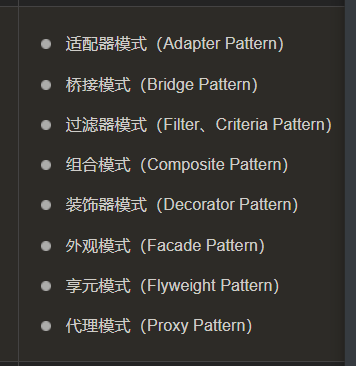 适配器模式（Adapter Pattern）
桥接模式（Bridge Pattern）
过滤器模式（Filter、Criteria Pattern）
组合模式（Composite Pattern）
装饰器模式（Decorator Pattern）
外观模式（Facade Pattern）
享元模式（Flyweight Pattern）
代理模式（Proxy Pattern）